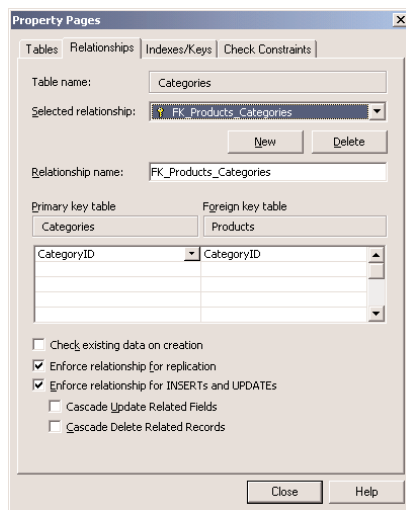 Property Pages
Tables Relationships Indexes/Keys Check Constraints
Table name: Categories
Selected relationship: FK_Products_Categories
New Delete
Relationship name: FK_Products_Categories
Primary key table Foreign key table
Categories Products
CategoryID CategoryID
Check existing data on creation
Enforce relationship for replication
Enforce relationship for INSERTs and UPDATEs
Cascade Update Related Fields
Cascade Delete Related Records
Close Help